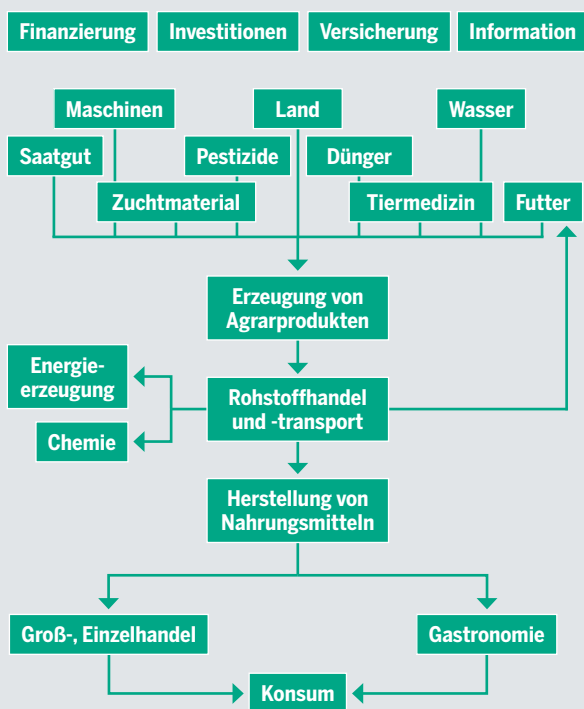 Finanzierung
Investitionen
Versicherung
Information
Maschinen
Land
Wasser
Saatgut
Pestizide
Dünger
Zuchtmaterial
Tiermedizin
Futter
Erzeugung von
Agrarprodukten
Energie-
erzeugung
Chemie
Rohstoffhandel
und -transport
Herstellung von
Nahrungsmitteln
Groß-, Einzelhandel
Gastronomie
Konsum